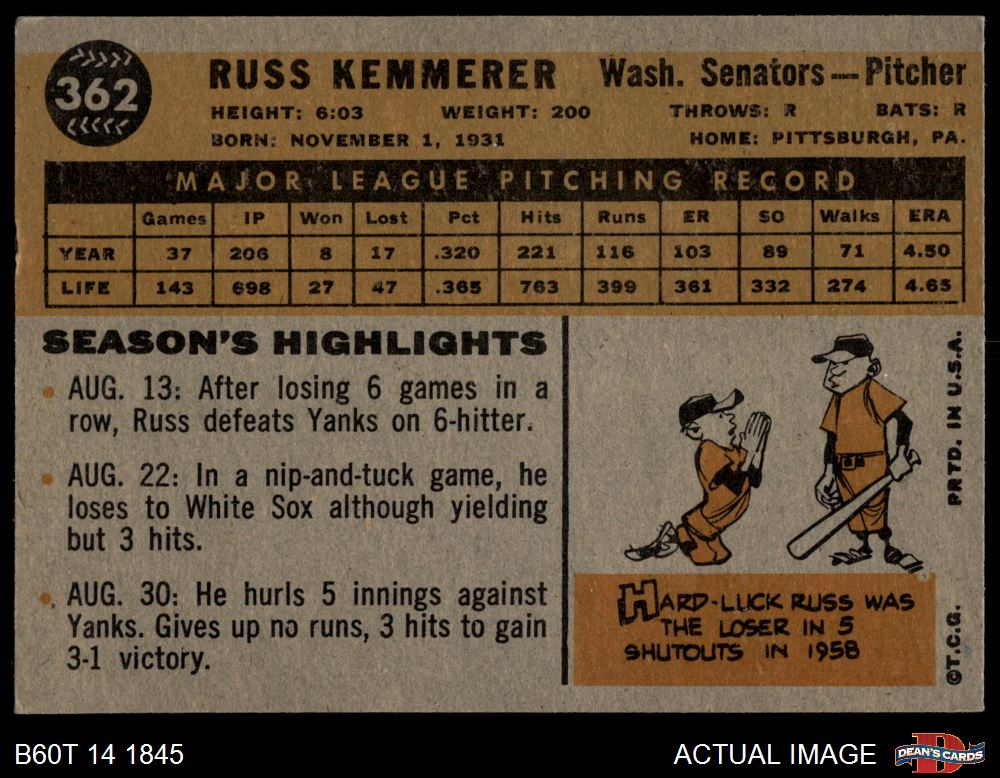 362
RUSS KEMMERER Wash. Senators—Pitcher
HEIGHT: 6:03 WEIGHT: 200 THROWS: R BATS: R
BORN: NOVEMBER 1, 1931 HOME: PITTSBURGH, PA.
MAJOR LEAGUE PITCHING RECORD
Games IP Won Lost Pct Hits Runs ER SO Walks ERA
YEAR 37 206 8 17 .320 221 116 103 89 71 4.50
LIFE 143 698 27 47 .365 763 399 361 332 274 4.65
SEASON'S HIGHLIGHTS
• AUG. 13: After losing 6 games in a
row, Russ defeats Yanks on 6-hitter.
• AUG. 22: In a nip-and-tuck game, he
loses to White Sox although yielding
but 3 hits.
• AUG. 30: He hurls 5 innings against
Yanks. Gives up no runs, 3 hits to gain
3-1 victory.
HARD-LUCK RUSS WAS
THE LOSER IN 5
SHUTOUTS IN 1958
©T.C.G. PRTD. IN U.S.A.
B60T 14 1845 ACTUAL IMAGE DEAN'S CARDS